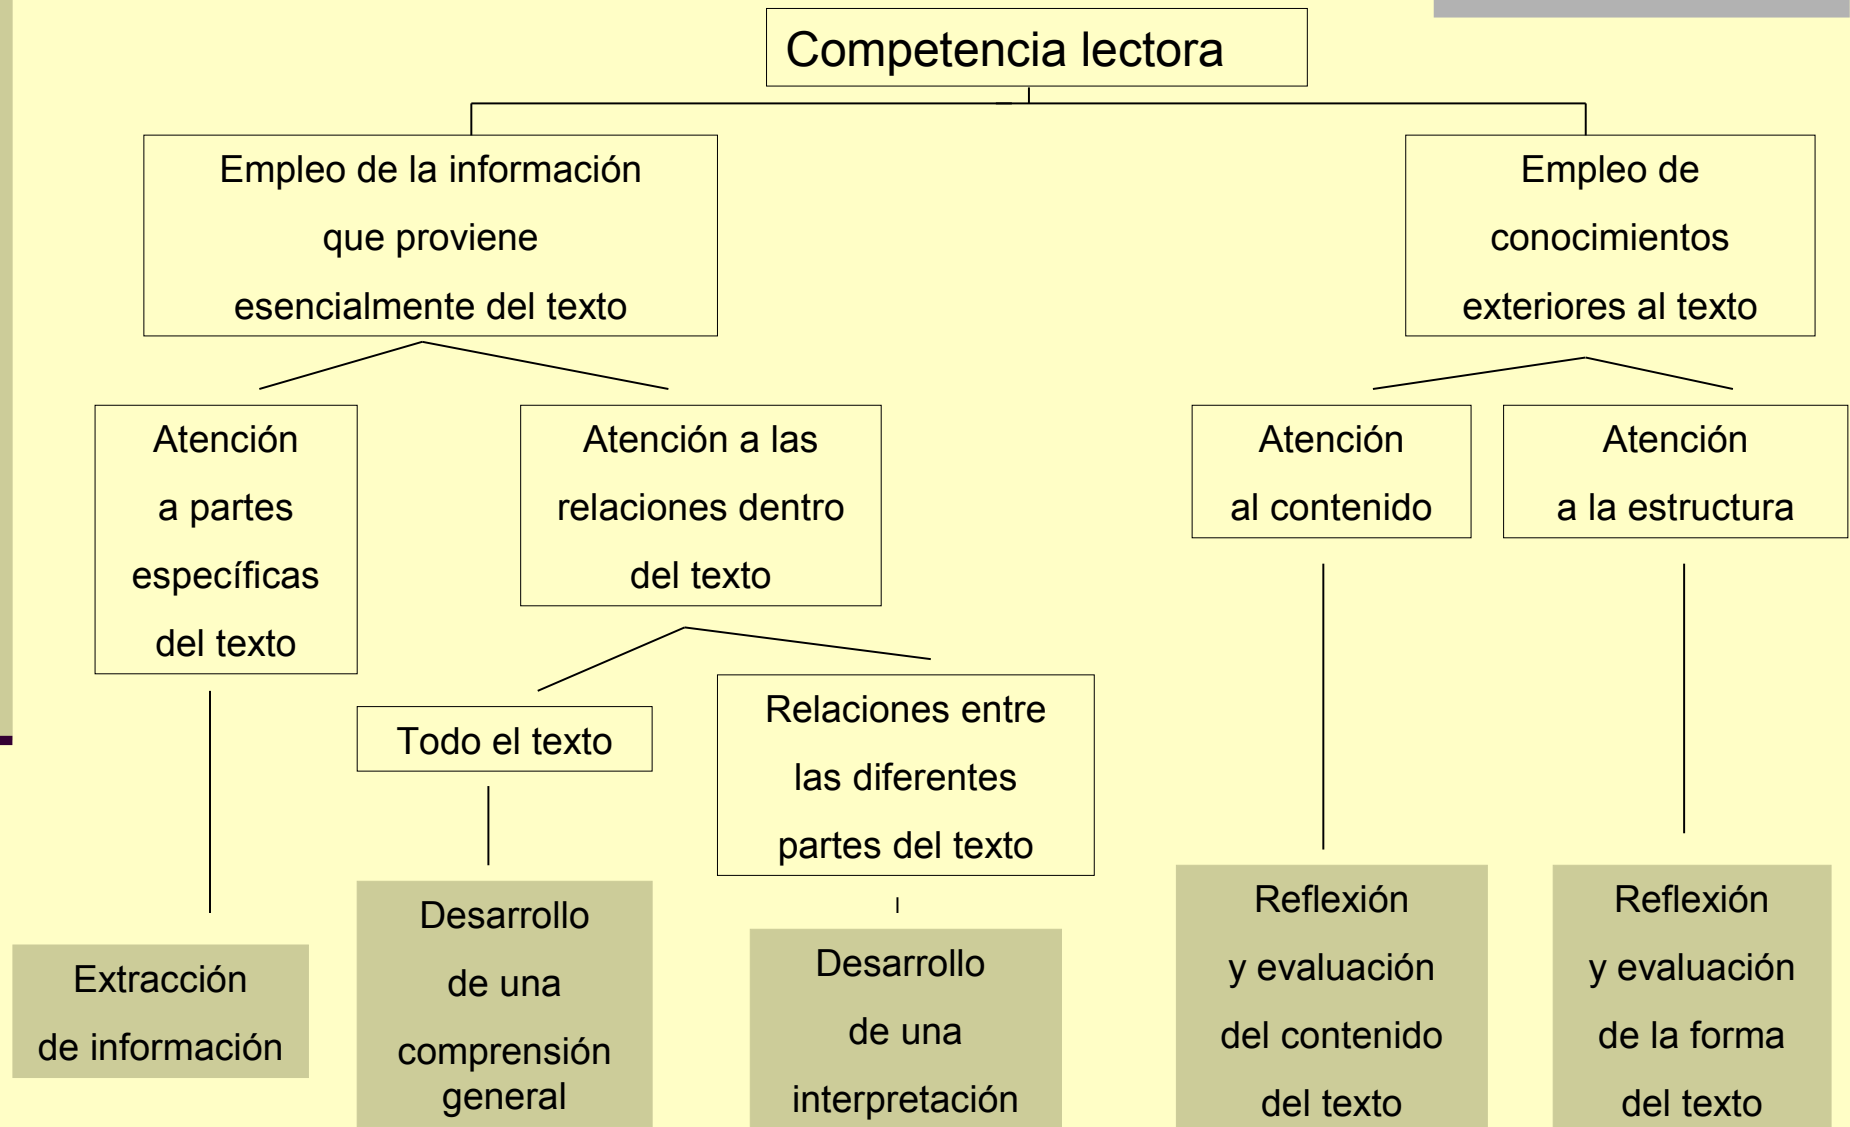 Competencia lectora
Empleo de la información
que proviene
esencialmente del texto
Empleo de
conocimientos
exteriores al texto
Atención
a partes
específicas
del texto
Atención a las
relaciones dentro
del texto
Atención
al contenido
Atención
a la estructura
Todo el texto
Relaciones entre
las diferentes
partes del texto
Extracción
de información
Desarrollo
de una
comprensión
general
Desarrollo
de una
interpretación
Reflexión
y evaluación
del contenido
del texto
Reflexión
y evaluación
de la forma
del texto